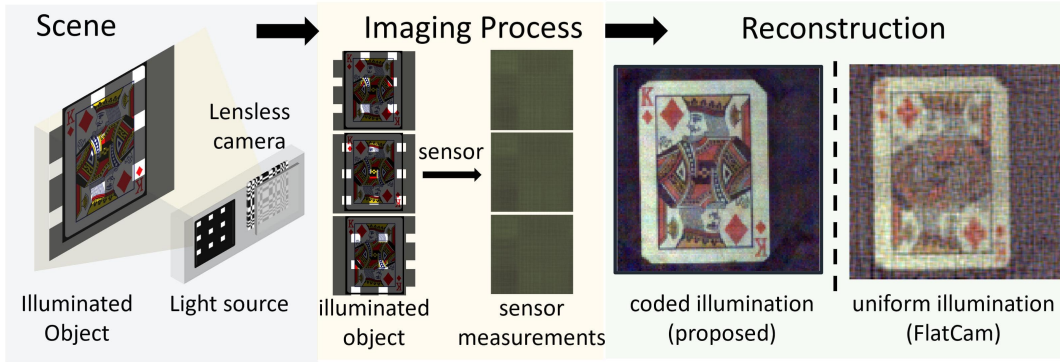 Scene
Imaging Process
Reconstruction
Lensless
camera
sensor
K
K
K
K
Illuminated
Object
Light source
illuminated
object
sensor
measurements
coded illumination
(proposed)
uniform illumination
(FlatCam)